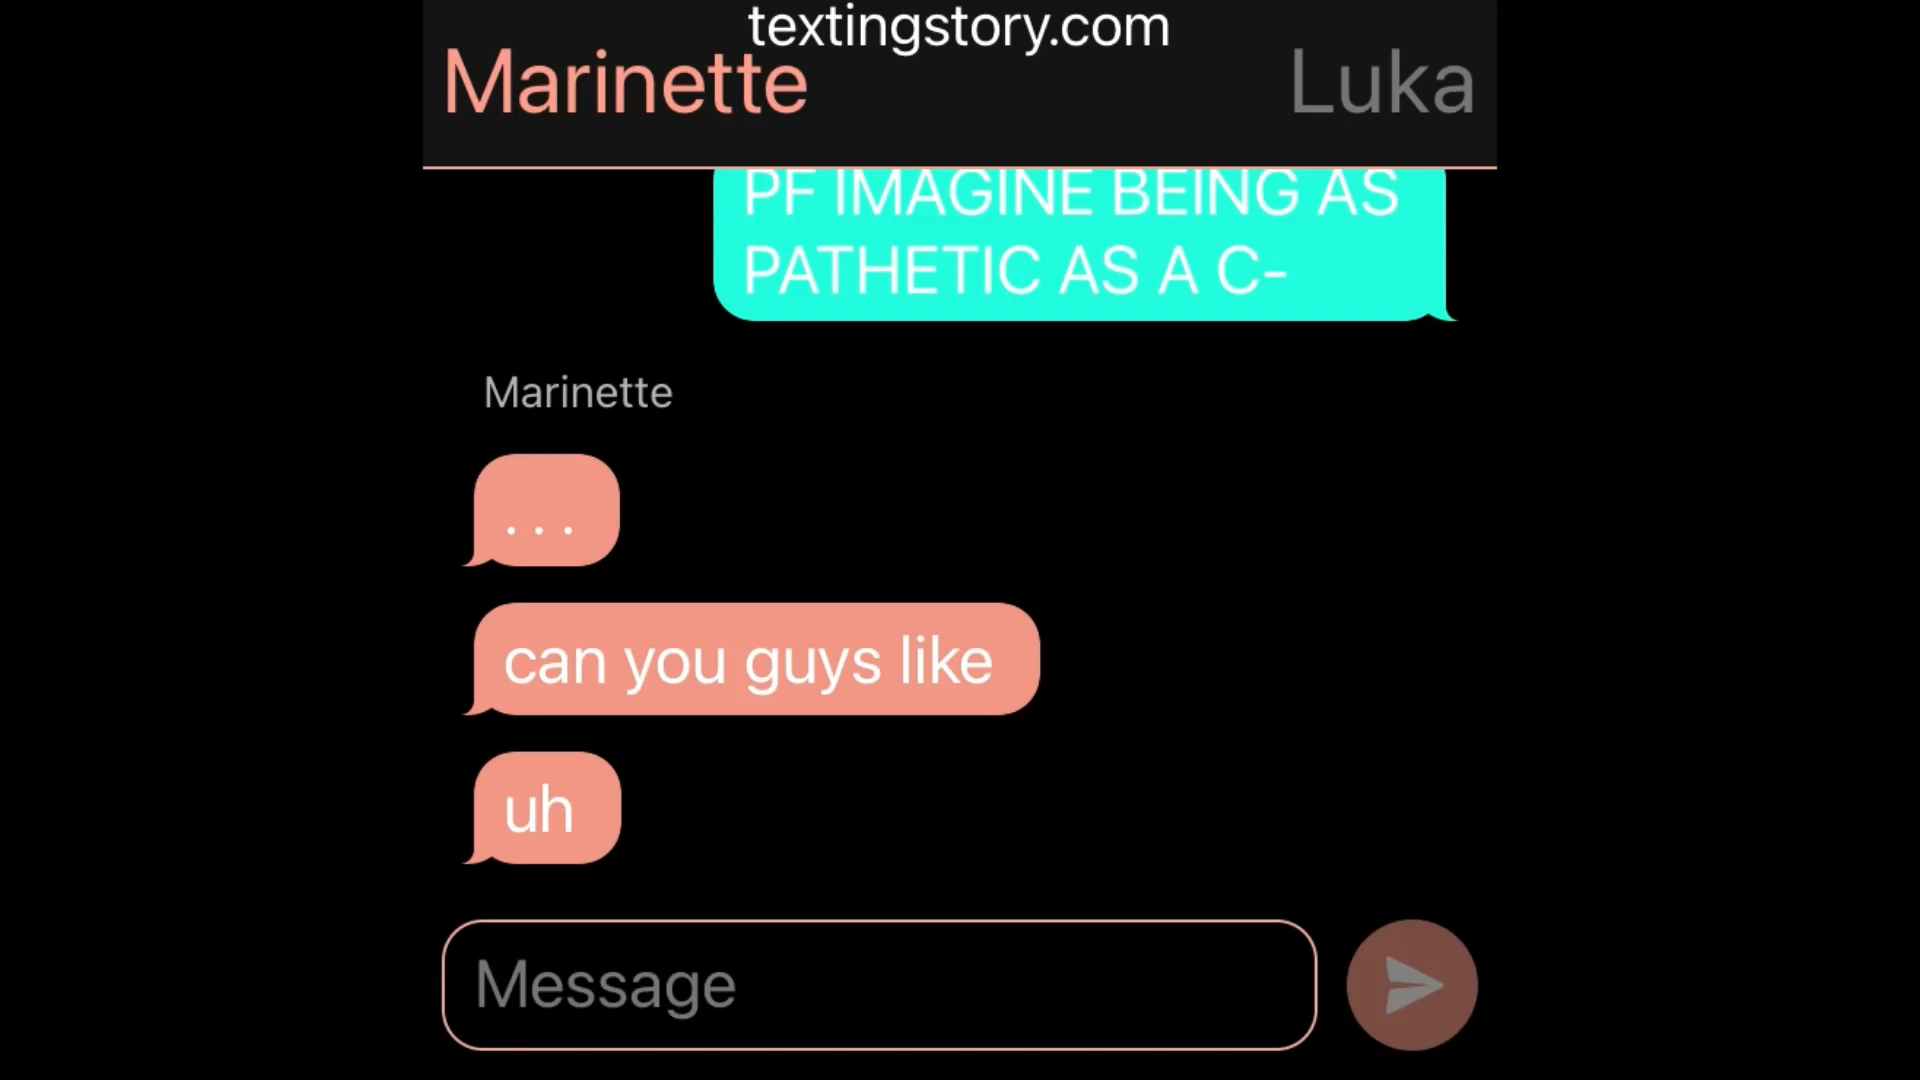 textingstory.com
Marinette
Luka
PF IMAGINE BEING AS
PATHETIC AS A C-
Marinette
...
can you guys like
uh
Message